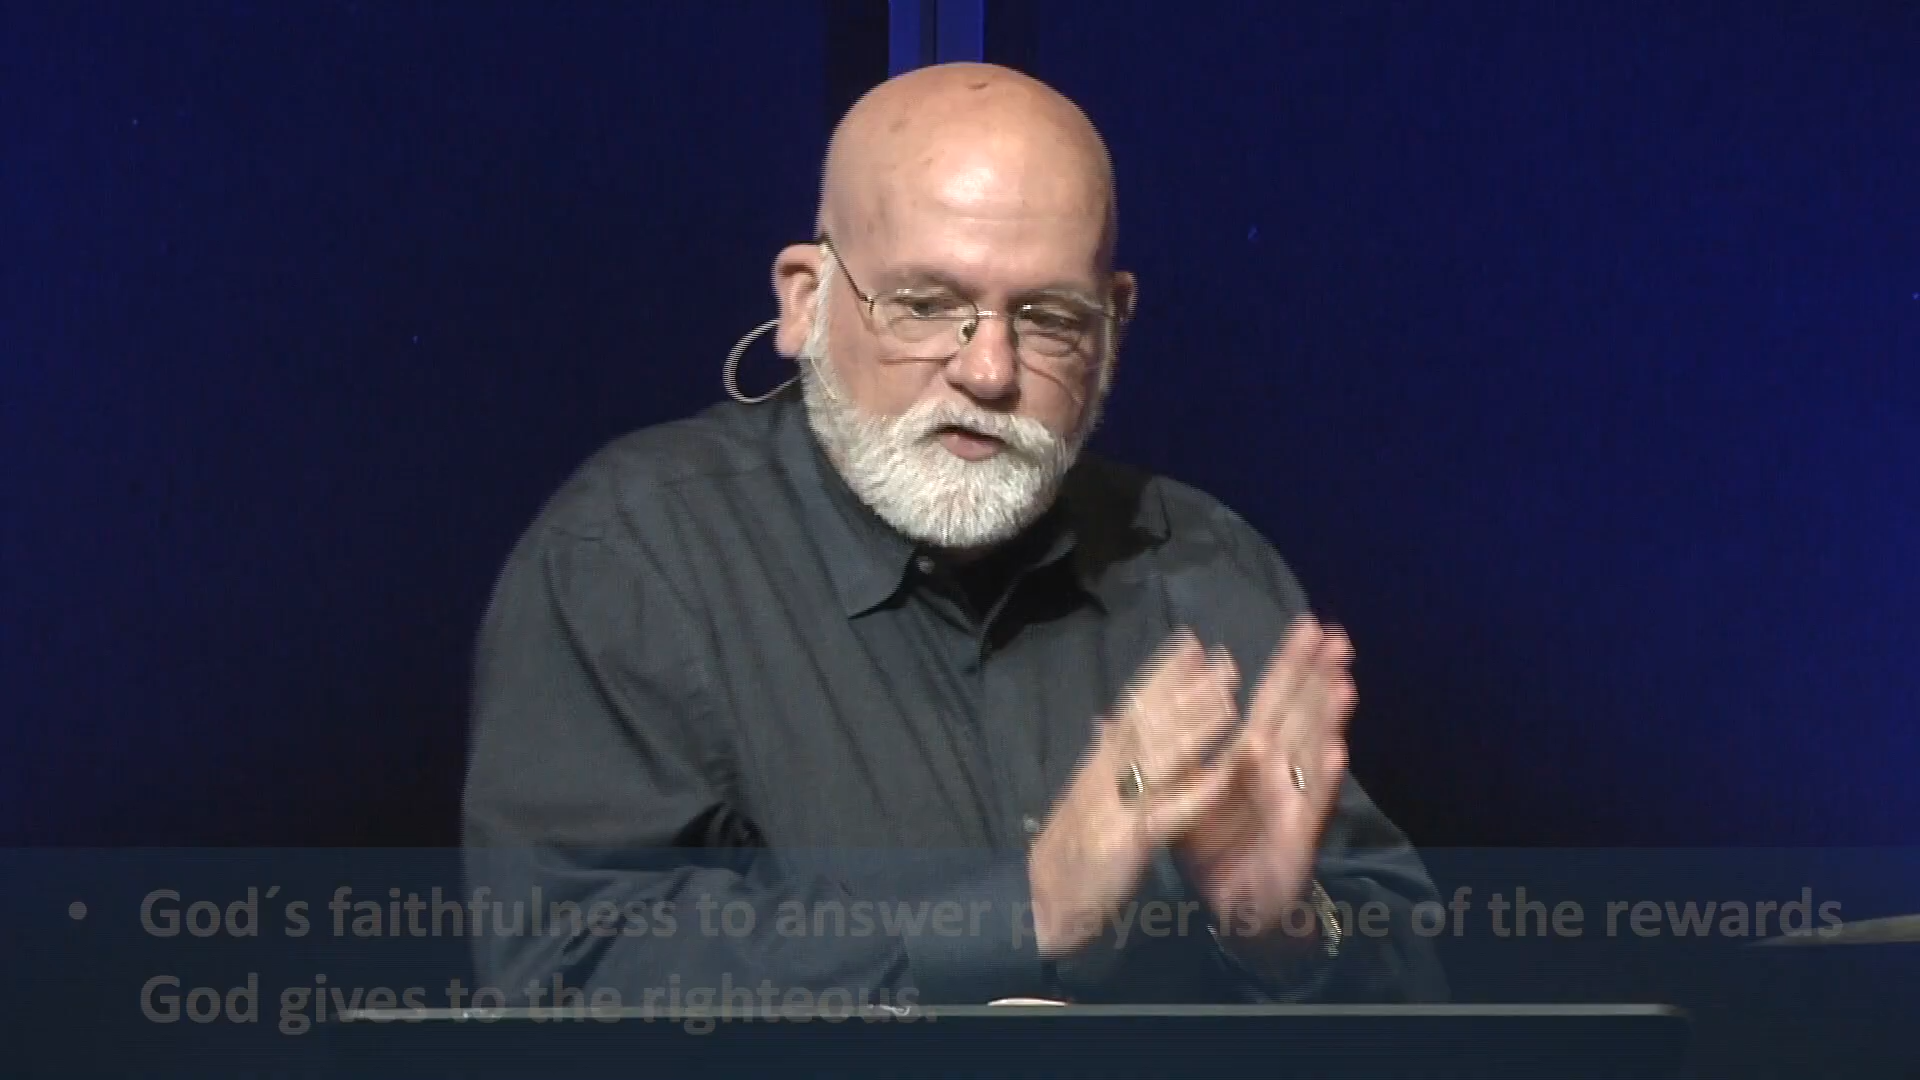 • God´s faithfulness to answer prayer is one of the rewards
God gives to the righteous.